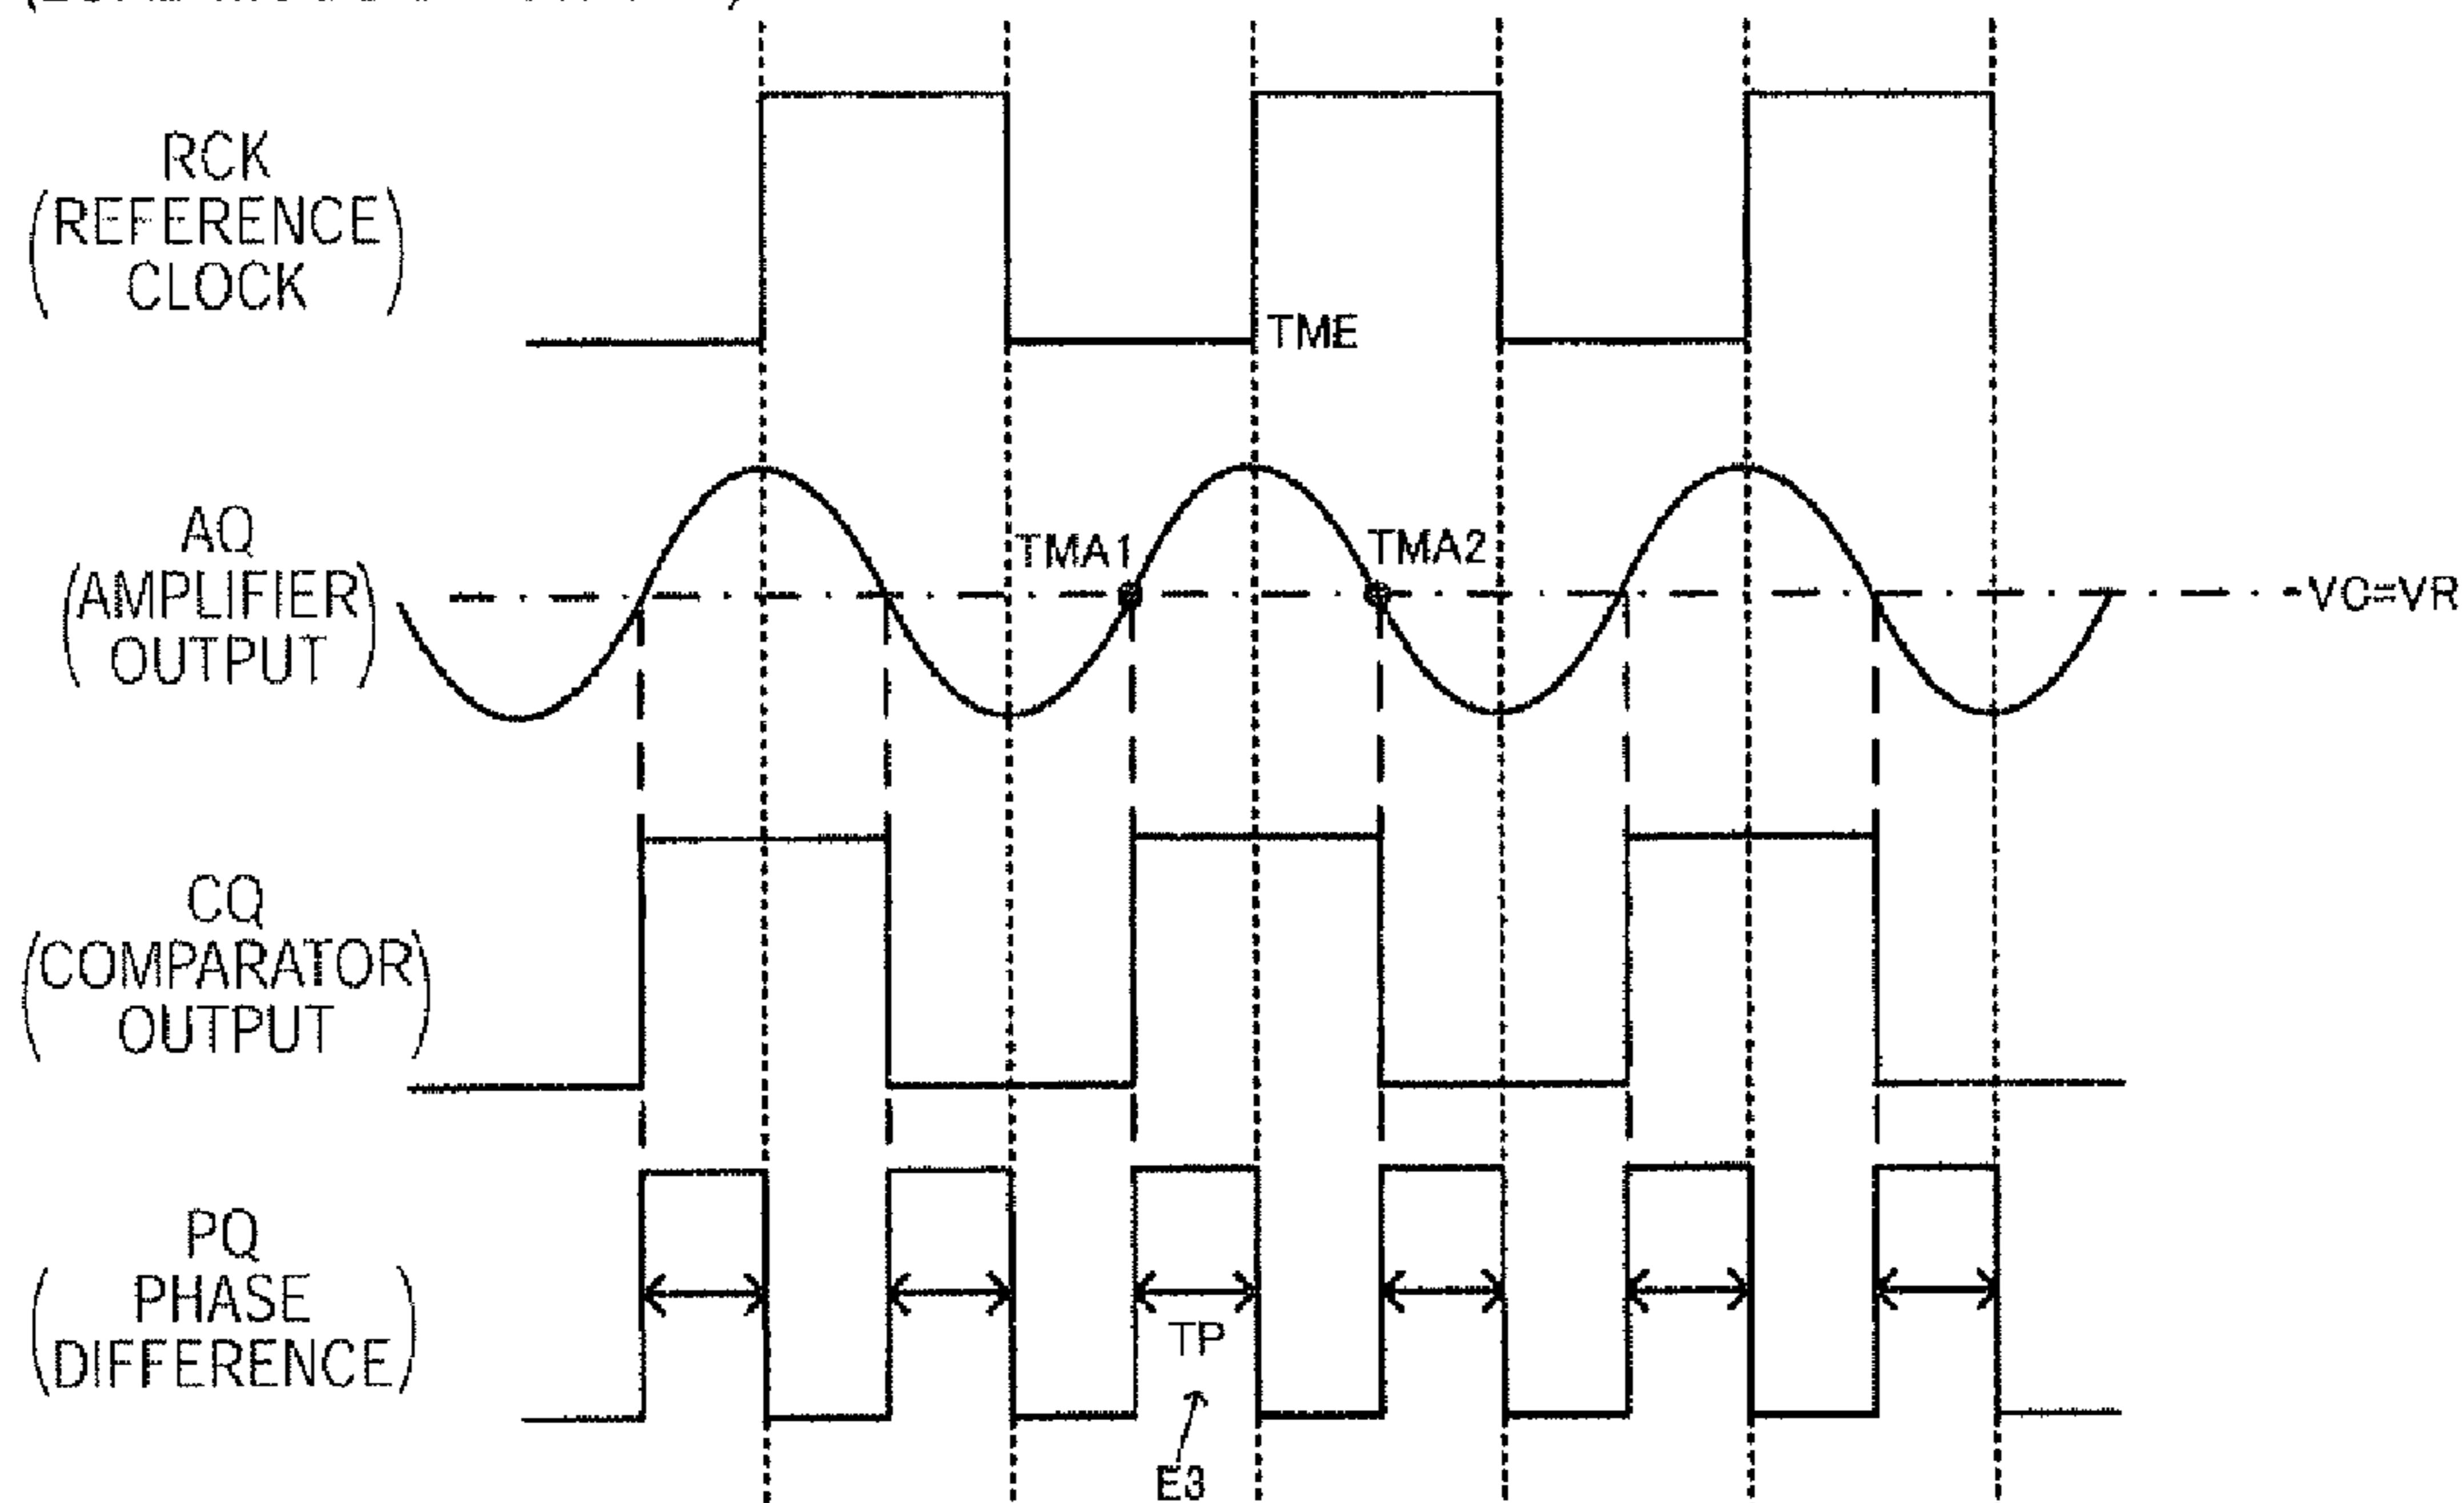 RCK
(REFERENCE
CLOCK)
TME
AQ
(AMPLIFIER
OUTPUT)
TMA1
TMA2
VC=VR
CQ
(COMPARATOR
OUTPUT)
PQ
(PHASE
DIFFERENCE)
TP
E3